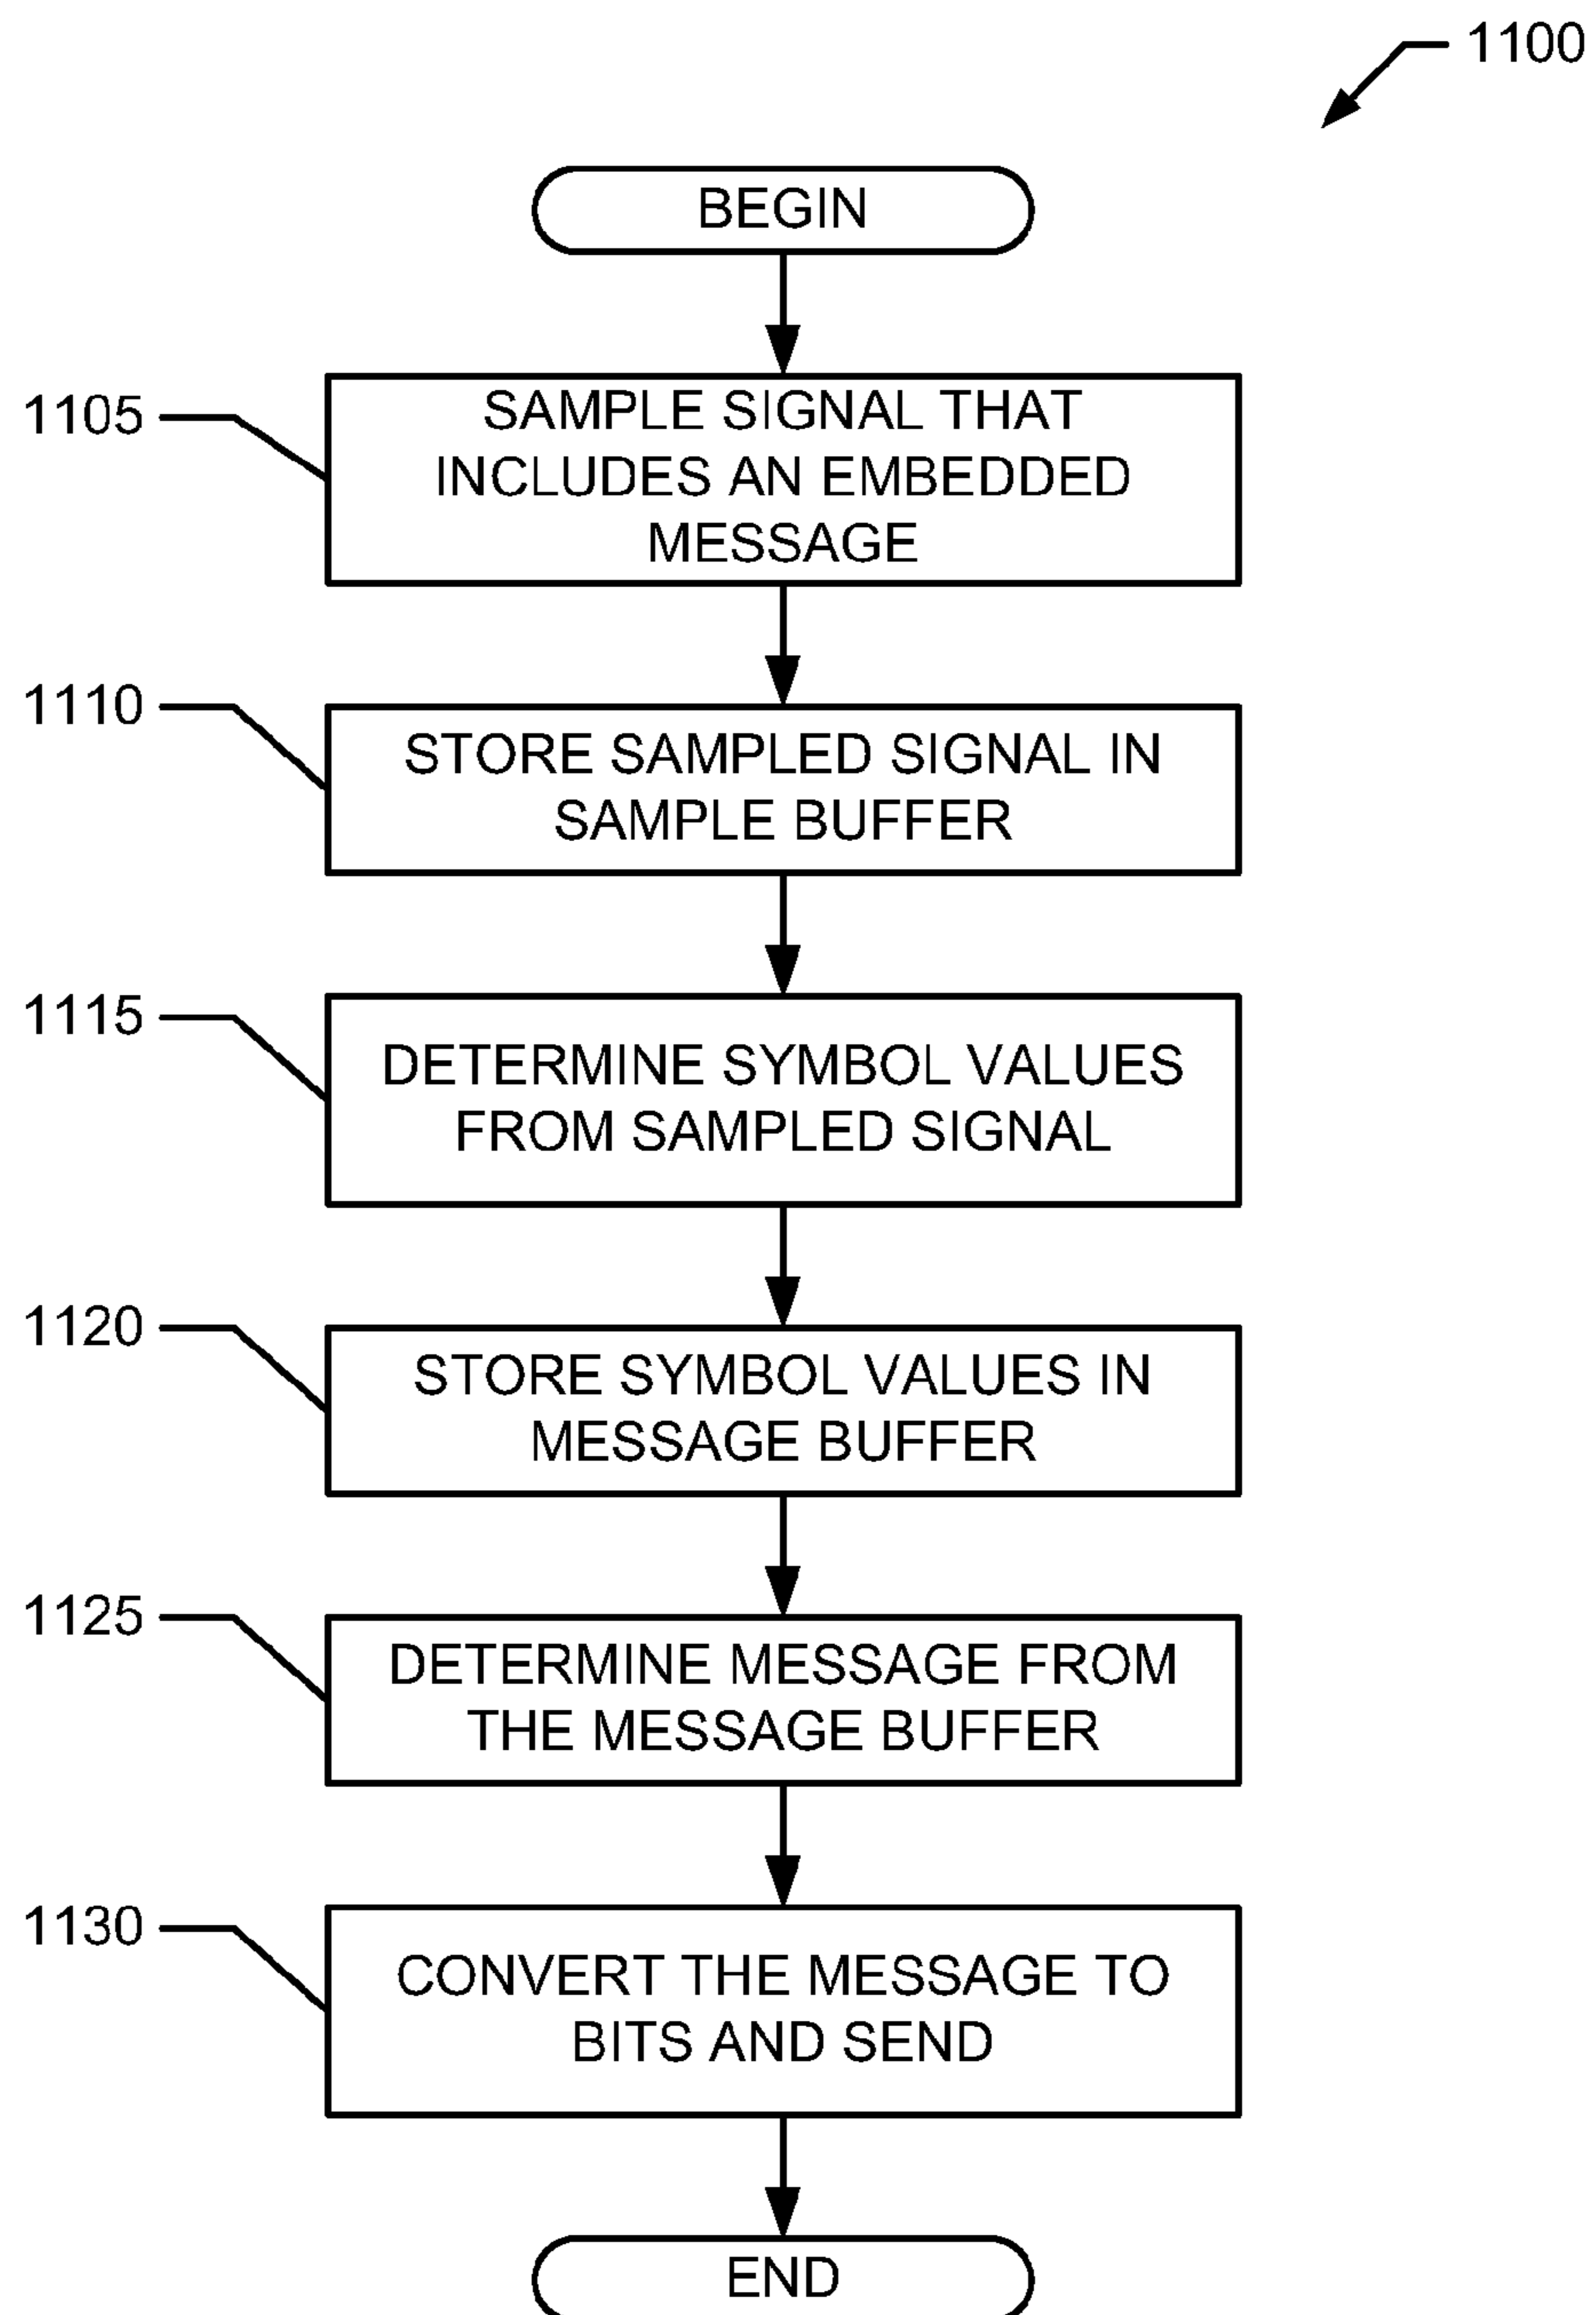 1100
BEGIN
1105
SAMPLE SIGNAL THAT
INCLUDES AN EMBEDDED
MESSAGE
1110
STORE SAMPLED SIGNAL IN
SAMPLE BUFFER
1115
DETERMINE SYMBOL VALUES
FROM SAMPLED SIGNAL
1120
STORE SYMBOL VALUES IN
MESSAGE BUFFER
1125
DETERMINE MESSAGE FROM
THE MESSAGE BUFFER
1130
CONVERT THE MESSAGE TO
BITS AND SEND
END